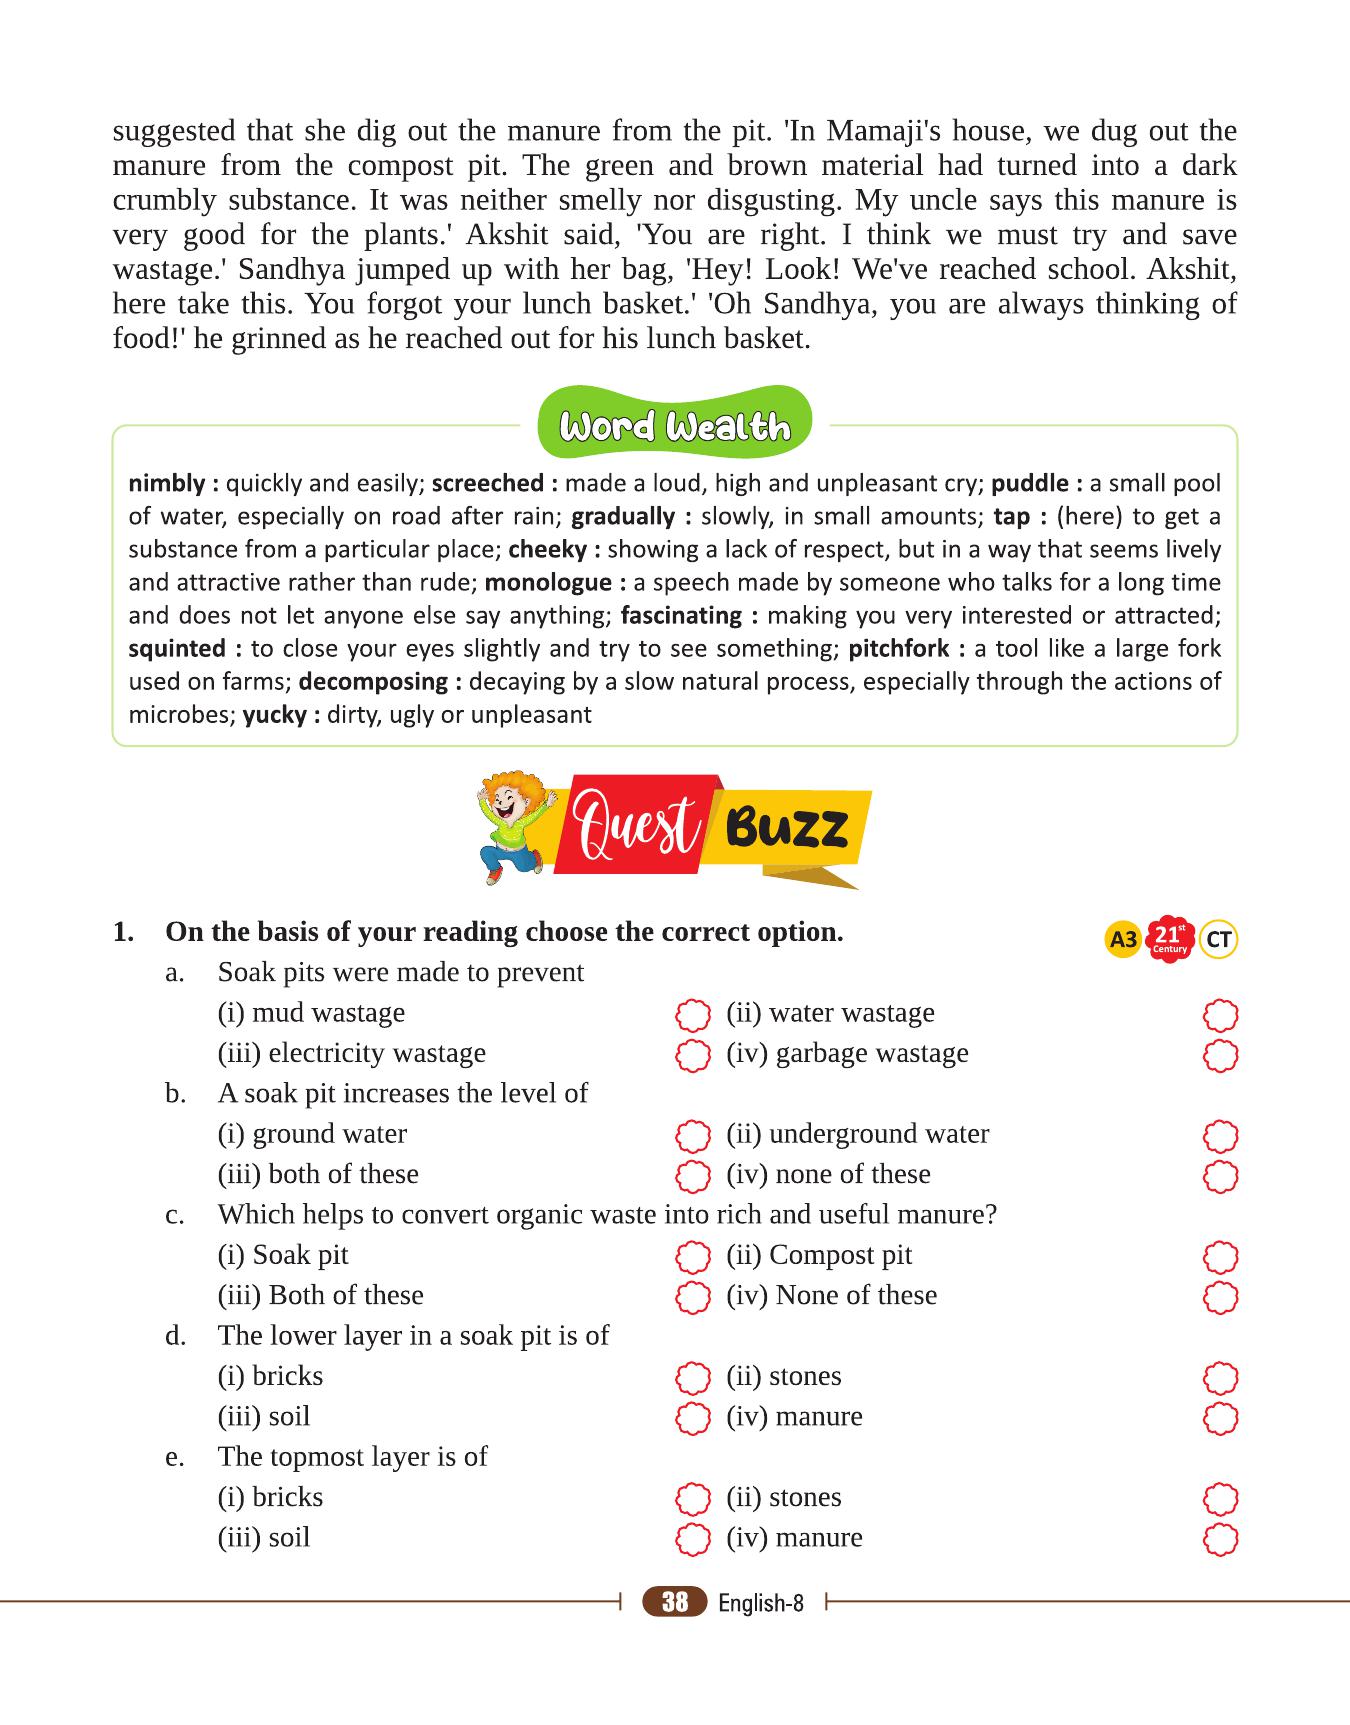 suggested that she dig out the manure from the pit. 'In Mamaji's house, we dug out the
manure from the compost pit. The green and brown material had turned into a dark
crumbly substance. It was neither smelly nor disgusting. My uncle says this manure is
very good for the plants.' Akshit said, 'You are right. I think we must try and save
wastage.' Sandhya jumped up with her bag, 'Hey! Look! We've reached school. Akshit,
here take this. You forgot your lunch basket.' 'Oh Sandhya, you are always thinking of
food!' he grinned as he reached out for his lunch basket.
Word Wealth
nimbly : quickly and easily; screeched : made a loud, high and unpleasant cry; puddle : a small pool
of water, especially on road after rain; gradually : slowly, in small amounts; tap : (here) to get a
substance from a particular place; cheeky : showing a lack of respect, but in a way that seems lively
and attractive rather than rude; monologue : a speech made by someone who talks for a long time
and does not let anyone else say anything; fascinating : making you very interested or attracted;
squinted : to close your eyes slightly and try to see something; pitchfork : a tool like a large fork
used on farms; decomposing : decaying by a slow natural process, especially through the actions of
microbes; yucky : dirty, ugly or unpleasant
Quest Buzz
1. On the basis of your reading choose the correct option. A3 21st Century CT
a. Soak pits were made to prevent
(i) mud wastage (ii) water wastage
(iii) electricity wastage (iv) garbage wastage
b. A soak pit increases the level of
(i) ground water (ii) underground water
(iii) both of these (iv) none of these
c. Which helps to convert organic waste into rich and useful manure?
(i) Soak pit (ii) Compost pit
(iii) Both of these (iv) None of these
d. The lower layer in a soak pit is of
(i) bricks (ii) stones
(iii) soil (iv) manure
e. The topmost layer is of
(i) bricks (ii) stones
(iii) soil (iv) manure
38 English-8